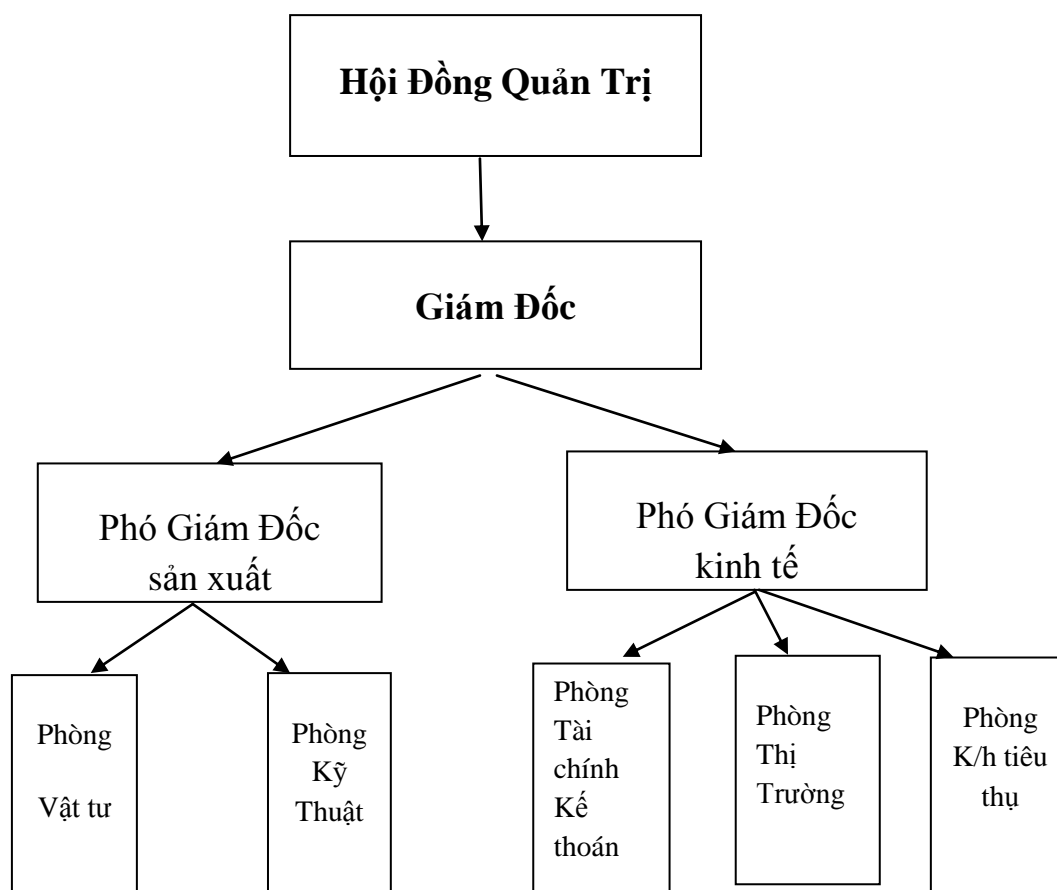 Hội Đồng Quản Trị
Giám Đốc
Phó Giám Đốc
sản xuất
Phó Giám Đốc
kinh tế
Phòng
Vật tư
Phòng
Kỹ
Thuật
Phòng
Tài
chính
Kế
thoán
Phòng
Thị
Trường
Phòng
K/h tiêu
thụ